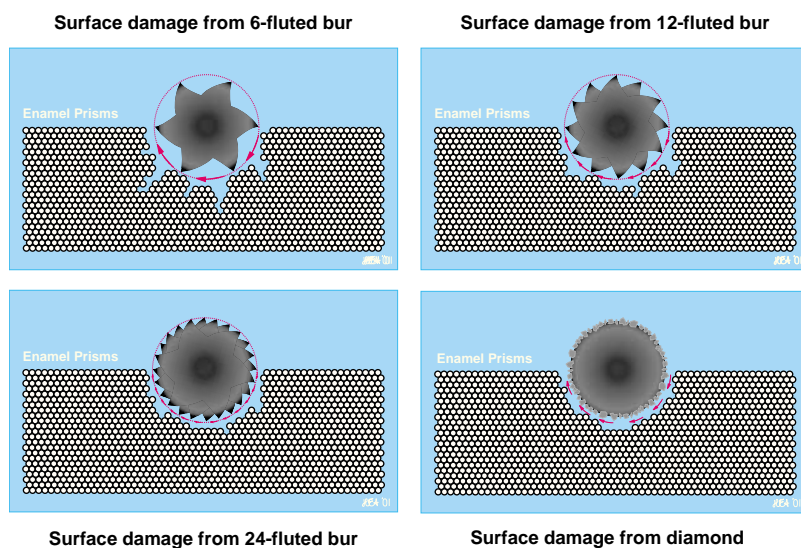 Surface damage from 6-fluted bur
Surface damage from 12-fluted bur
Enamel Prisms
Enamel Prisms
Enamel Prisms
Enamel Prisms
Surface damage from 24-fluted bur
Surface damage from diamond